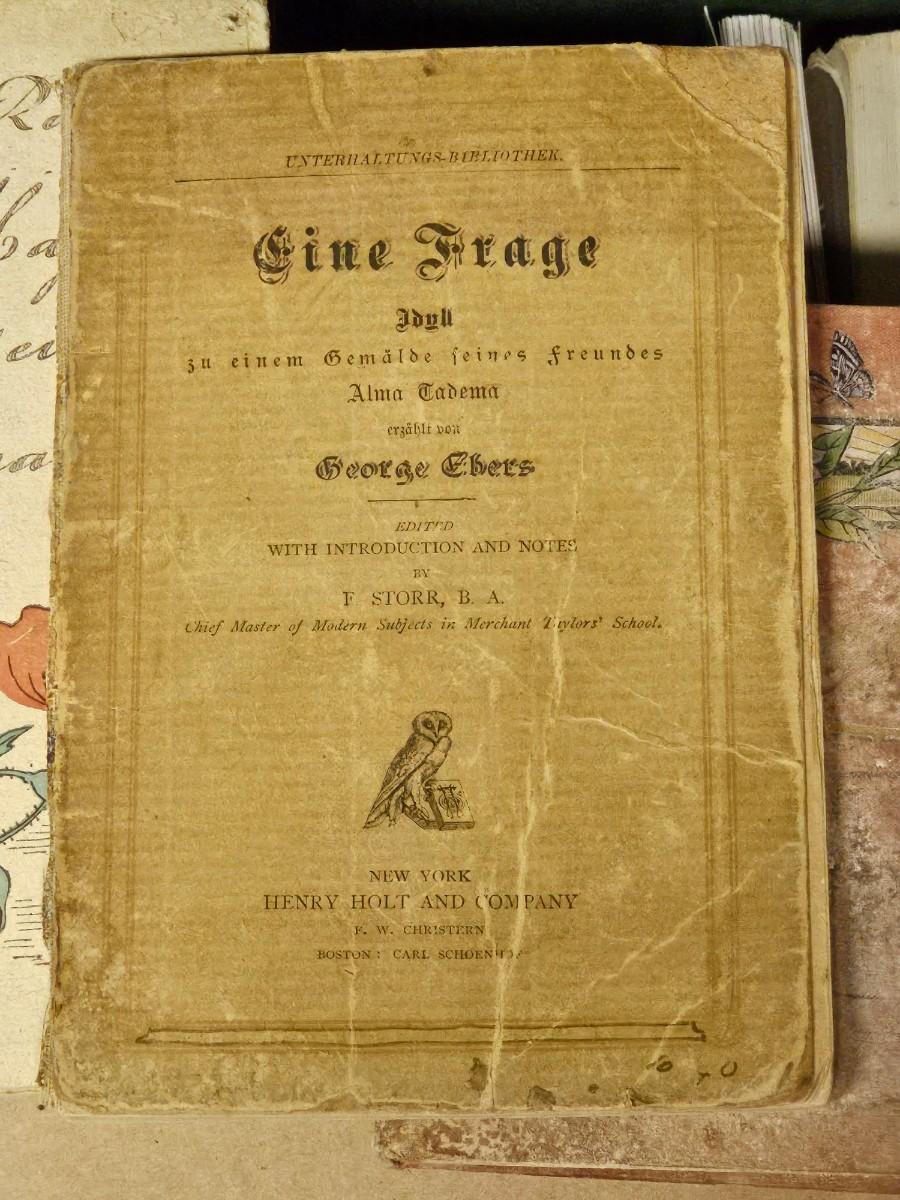 UNTERHALTUNGS-BIBLIOTHEK.
Eine Frage
Idyll
zu einem Gemälde seines Freundes
Alma Tadema
erzählt von
George Ebers
EDITED
WITH INTRODUCTION AND NOTES
BY
F STORR, B. A.
Chief Master of Modern Subjects in Merchant Taylors' School.
NEW YORK
HENRY HOLT AND COMPANY
F. W. CHRISTERN
BOSTON: CARL SCHOENHOF